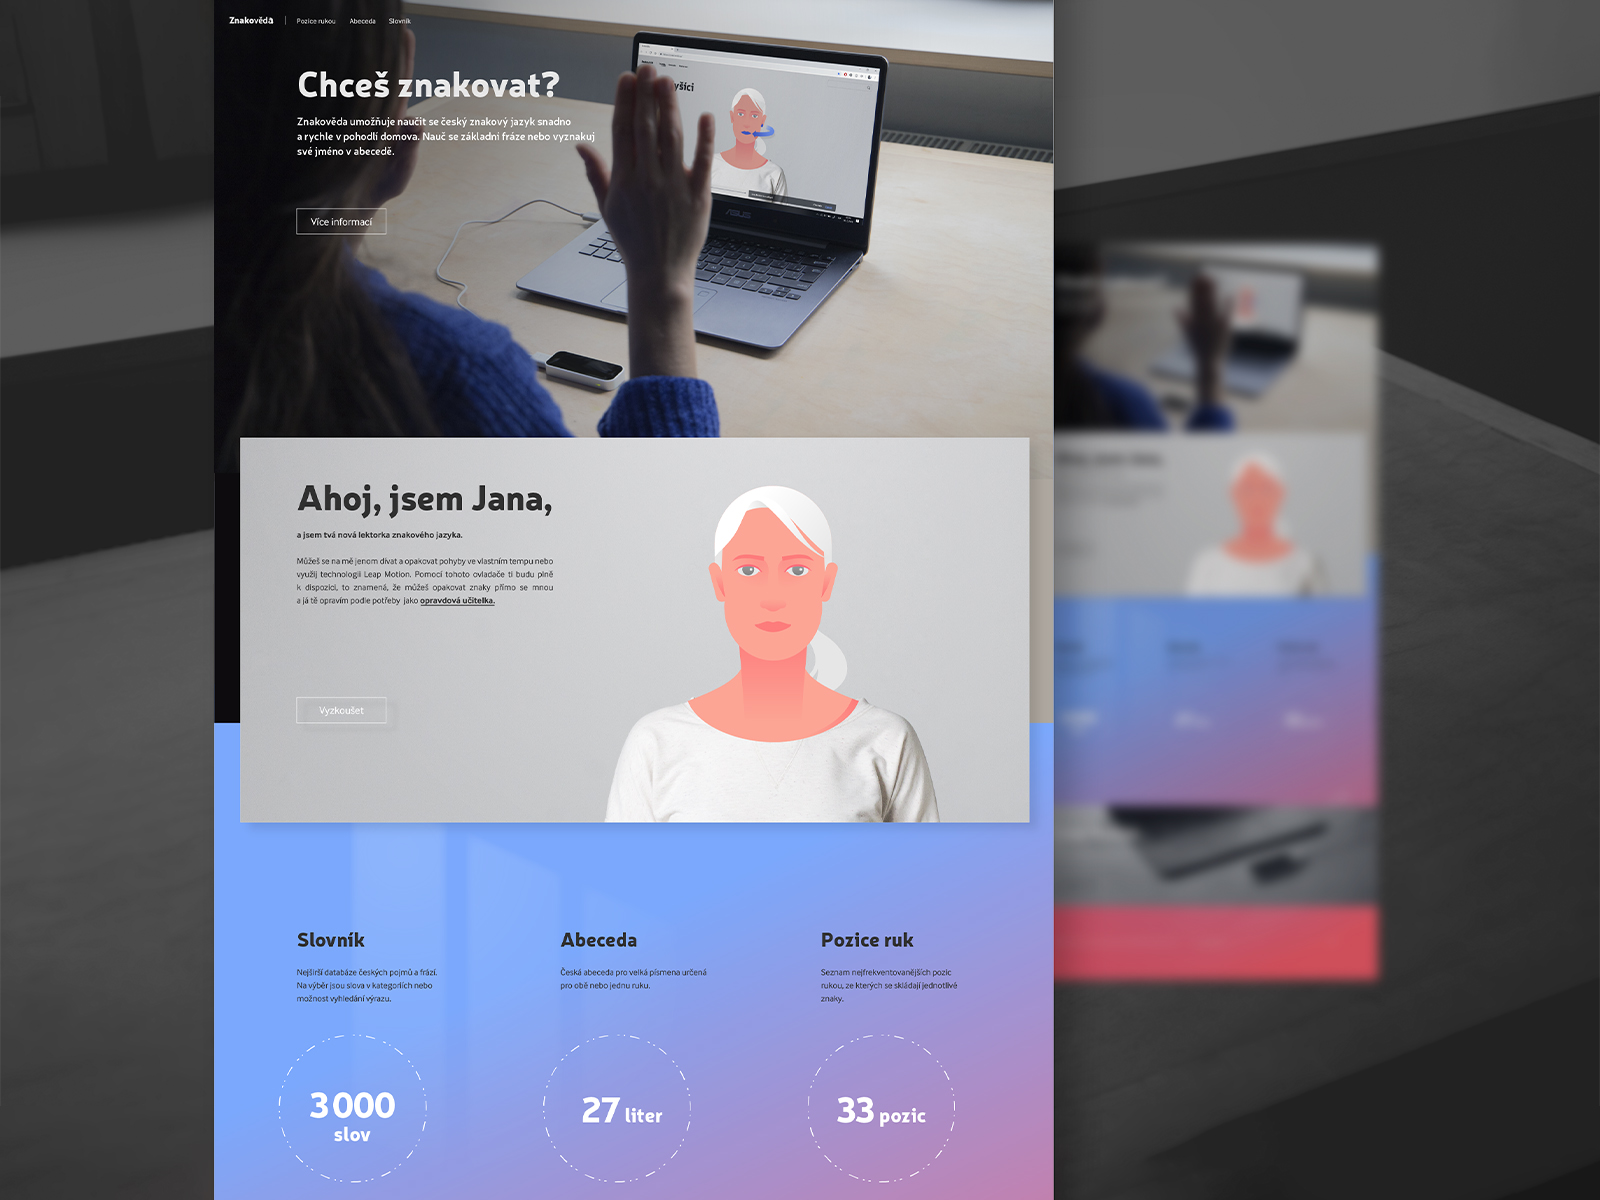 Znakověda
Pozice rukou Abeceda Slovník
Chceš znakovat?
Znakověda umožňuje naučit se český znakový jazyk snadno
a rychle v pohodlí domova. Nauč se základní fráze nebo vyznakuj
své jméno v abecedě.
Více informací
yšící
ASUS
Ahoj, jsem Jana,
a jsem tvá nová lektorka znakového jazyka.
Můžeš se na mě jenom dívat a opakovat pohyby ve vlastním tempu nebo
využij technologii Leap Motion. Pomocí tohoto ovladače ti budu plně
k dispozici, to znamená, že můžeš opakovat znaky přímo se mnou
a já tě opravím podle potřeby jako opravdová učitelka.
Vyzkoušet
Slovník
Nejširší databáze českých pojmů a frází.
Na výběr jsou slova v kategoriích nebo
možnost vyhledání výrazu.
3 000
slov
Abeceda
Česká abeceda pro velká písmena určená
pro obě nebo jednu ruku.
27 liter
Pozice ruk
Seznam nejfrekventovanějších pozic
rukou, ze kterých se skládají jednotlivé
znaky.
33 pozic